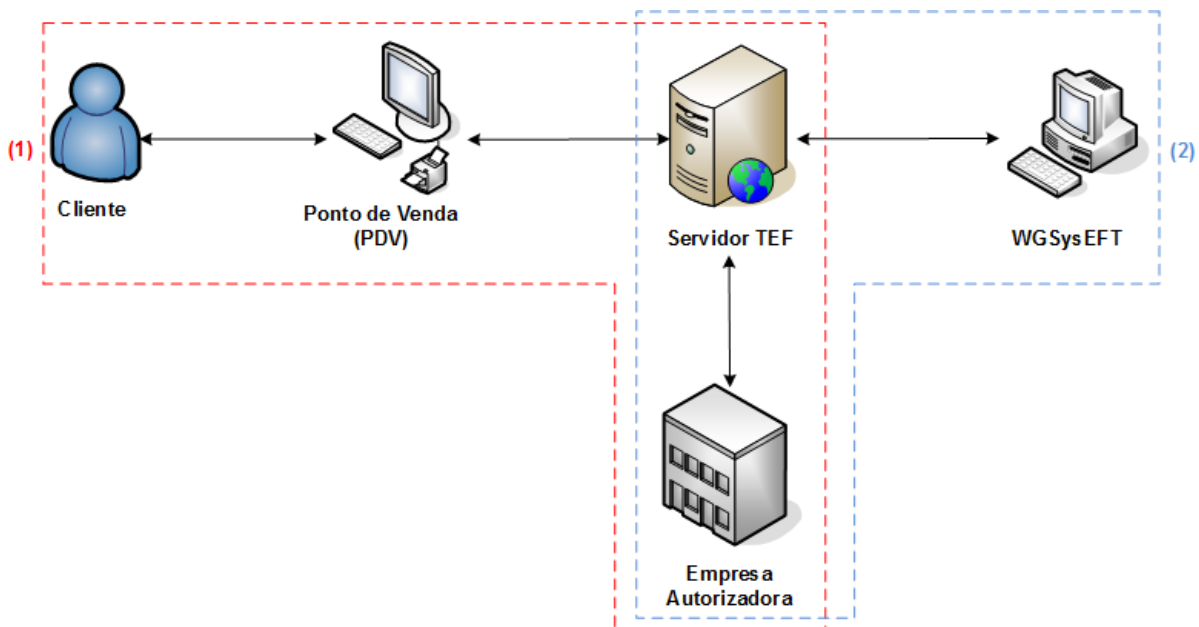 (1)
(2)
Cliente
Ponto de Venda
(PDV)
Servidor TEF
WGSysEFT
Empresa
Autorizadora